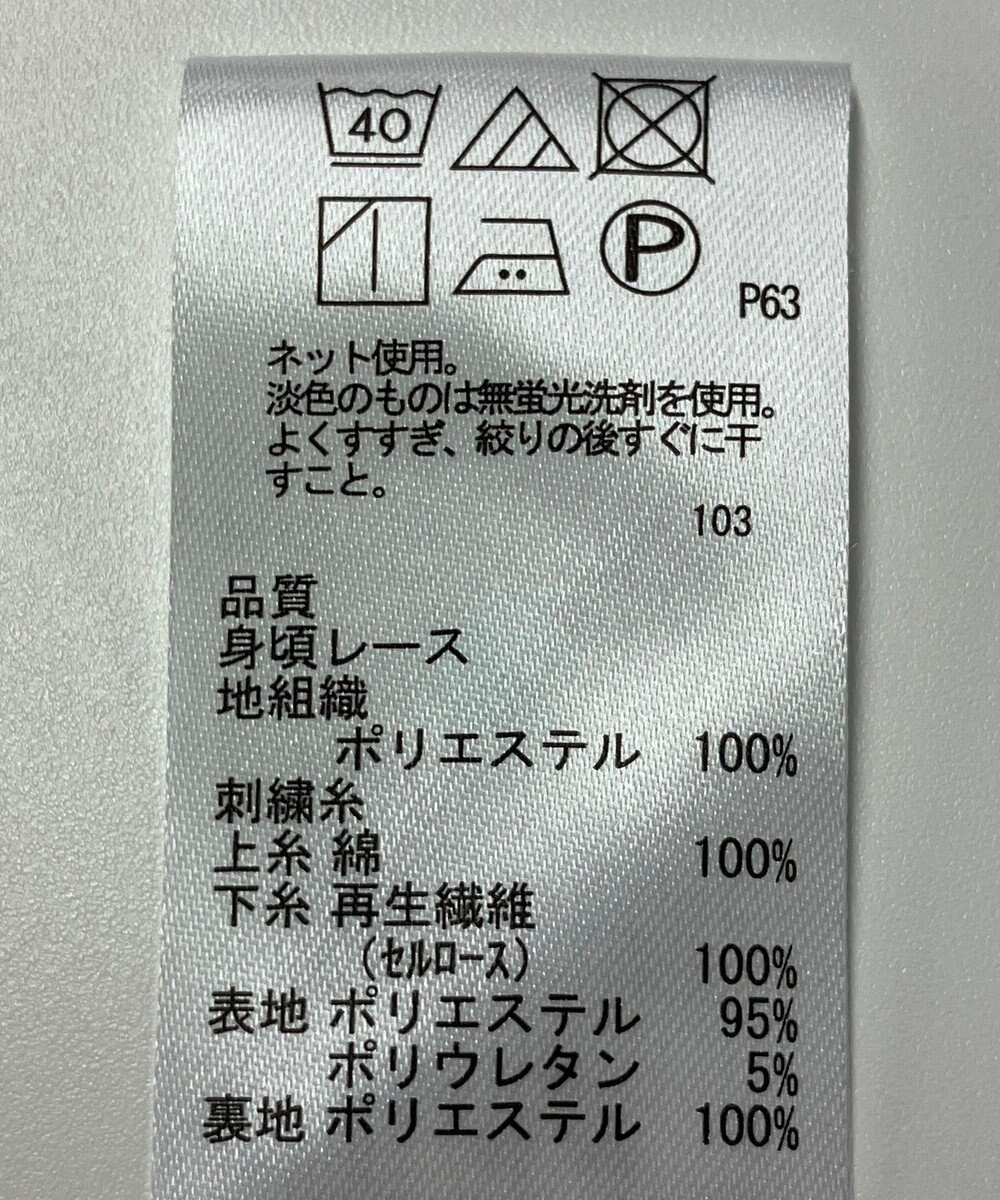 40
P
P63
ネット使用。
淡色のものは無蛍光洗剤を使用。
よくすすぎ、絞りの後すぐに干
すこと。
103
品質
身頃レース
地組織
ポリエステル 100%
刺繍糸
上糸 綿 100%
下糸 再生繊維
(セルロース) 100%
表地 ポリエステル 95%
ポリウレタン 5%
裏地 ポリエステル 100%